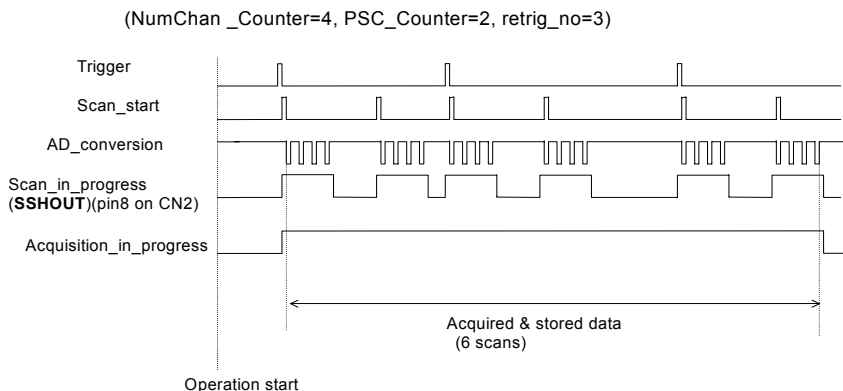 (NumChan _Counter=4, PSC_Counter=2, retrig_no=3)
Trigger
Scan_start
AD_conversion
Scan_in_progress
(SSHOUT)(pin8 on CN2)
Acquisition_in_progress
Acquired & stored data
(6 scans)
Operation start